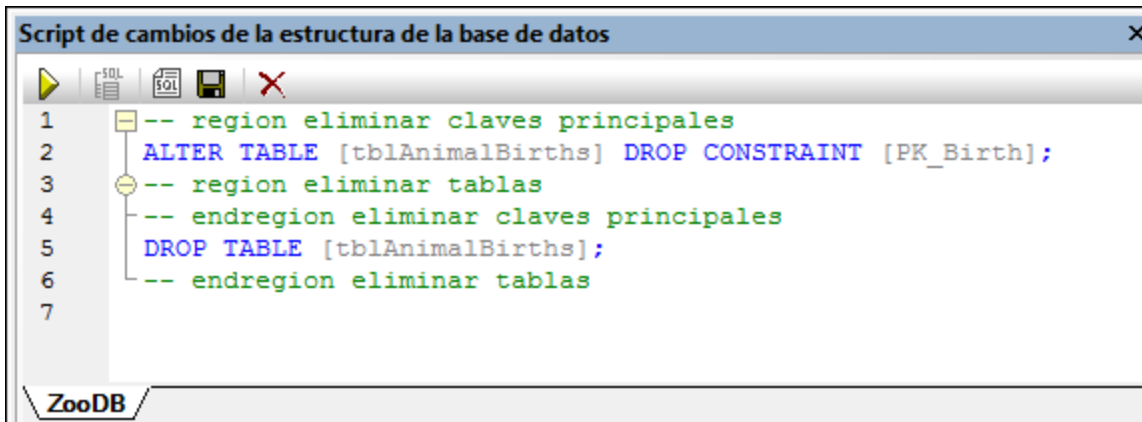 Script de cambios de la estructura de la base de datos
SQL
SQL
1 -- region eliminar claves principales
2 ALTER TABLE [tblAnimalBirths] DROP CONSTRAINT [PK_Birth];
3 -- region eliminar tablas
4 -- endregion eliminar claves principales
5 DROP TABLE [tblAnimalBirths];
6 -- endregion eliminar tablas
7
ZooDB